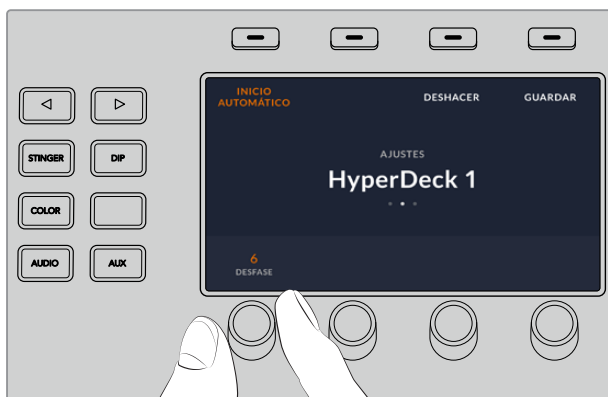 INICIO
AUTOMÁTICO
DESHACER
GUARDAR
AJUSTES
HyperDeck 1
STINGER
DIP
COLOR
AUDIO
AUX
6
DESFASE